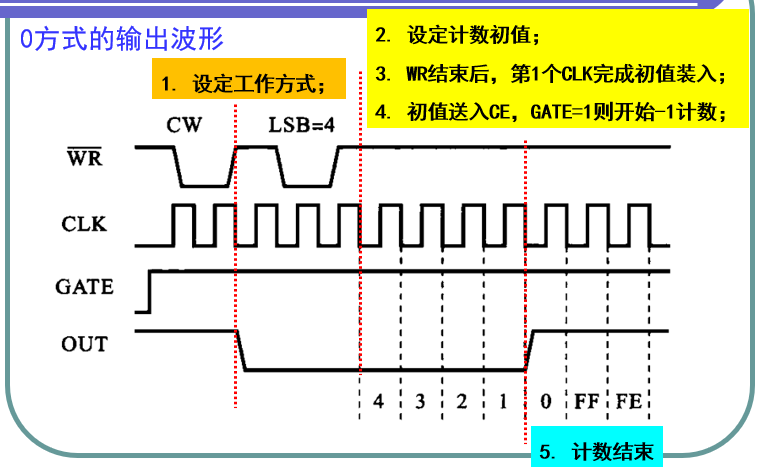 0方式的输出波形
1. 设定工作方式；
2. 设定计数初值；
3. WR结束后，第1个CLK完成初值装入；
4. 初值送入CE，GATE=1则开始-1计数；
CW LSB=4
WR
CLK
GATE
OUT
4 3 2 1 0 FF FE
5. 计数结束